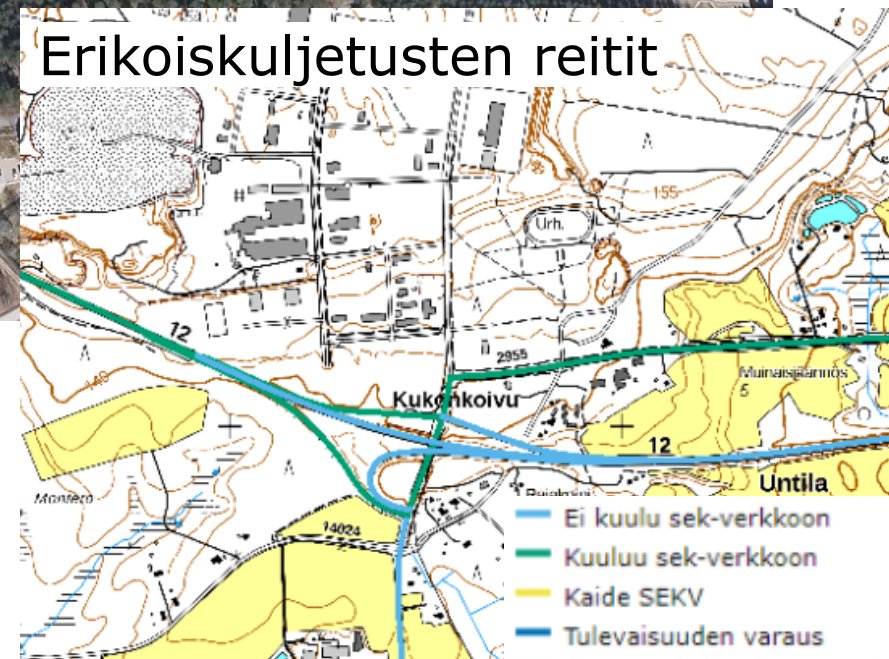 Erikoiskuljetusten reitit
155
Urh.
12
2955
Muinaisjäännös
5
140
Kukonkoivu
12
Untila
Montero
14024
Ei kuulu sek-verkkoon
Kuuluu sek-verkkoon
Kaide SEKV
Tulevaisuuden varaus